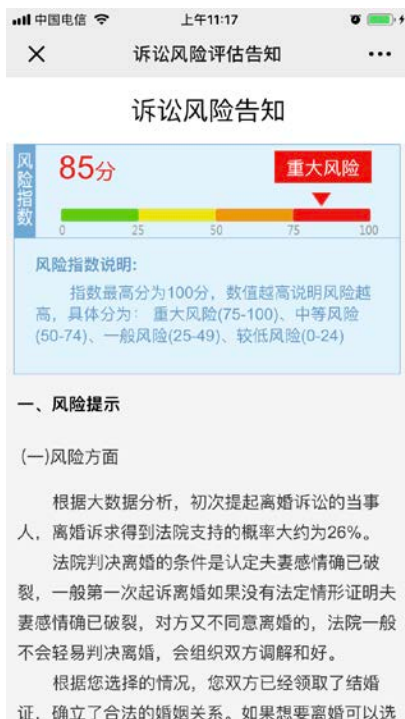 中国电信 上午11:17
诉讼风险评估告知
诉讼风险告知
风险指数
85分 重大风险
0 25 50 75 100
风险指数说明:
指数最高分为100分，数值越高说明风险越
高，具体分为： 重大风险(75-100)、中等风险
(50-74)、一般风险(25-49)、较低风险(0-24)
一、风险提示
(一)风险方面
根据大数据分析，初次提起离婚诉讼的当事
人，离婚诉求得到法院支持的概率大约为26%。
法院判决离婚的条件是认定夫妻感情确已破
裂，一般第一次起诉离婚如果没有法定情形证明夫
妻感情确已破裂，对方又不同意离婚的，法院一般
不会轻易判决离婚，会组织双方调解和好。
根据您选择的情况，您双方已经领取了结婚
证，确立了合法的婚姻关系。如果想要离婚可以选